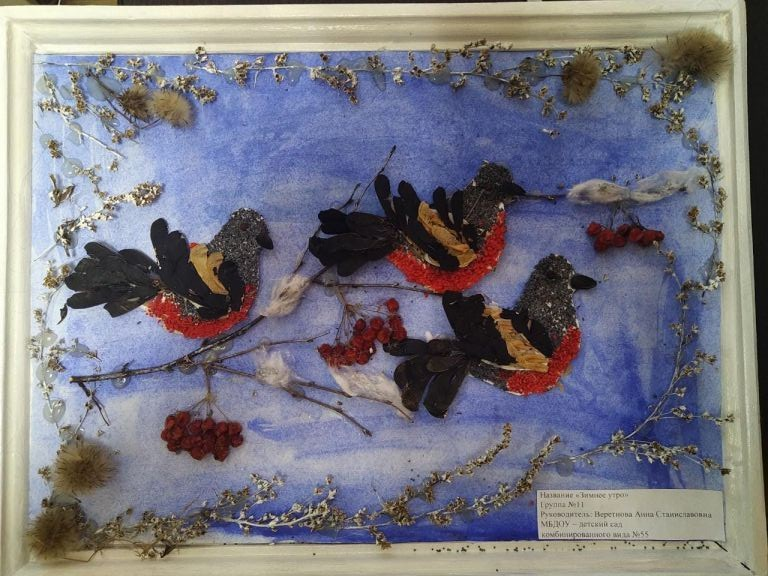 Название «Зимнее утро»
Группа №11
Руководитель: Веретнова Анна Станиславовна
МБДОУ – детский сад
комбинированного вида №55